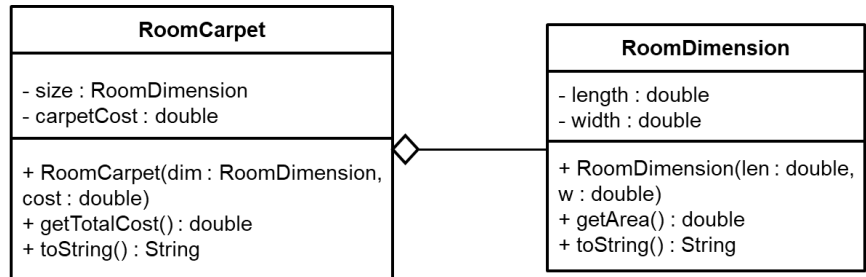 RoomCarpet
- size : RoomDimension
- carpetCost : double
+ RoomCarpet(dim : RoomDimension,
cost : double)
+ getTotalCost() : double
+ toString() : String
RoomDimension
- length : double
- width : double
+ RoomDimension(len : double,
w : double)
+ getArea() : double
+ toString() : String